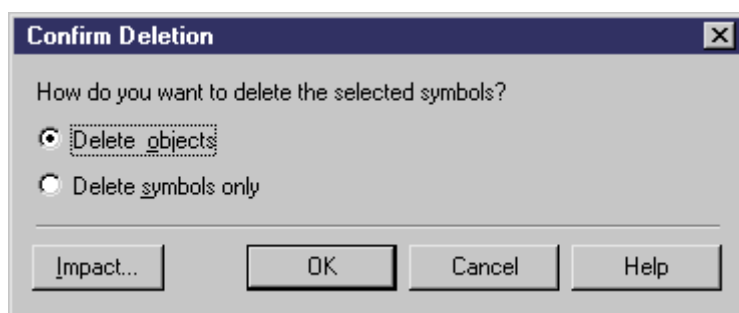 Confirm Deletion
How do you want to delete the selected symbols?
Delete objects
Delete symbols only
Impact... OK Cancel Help